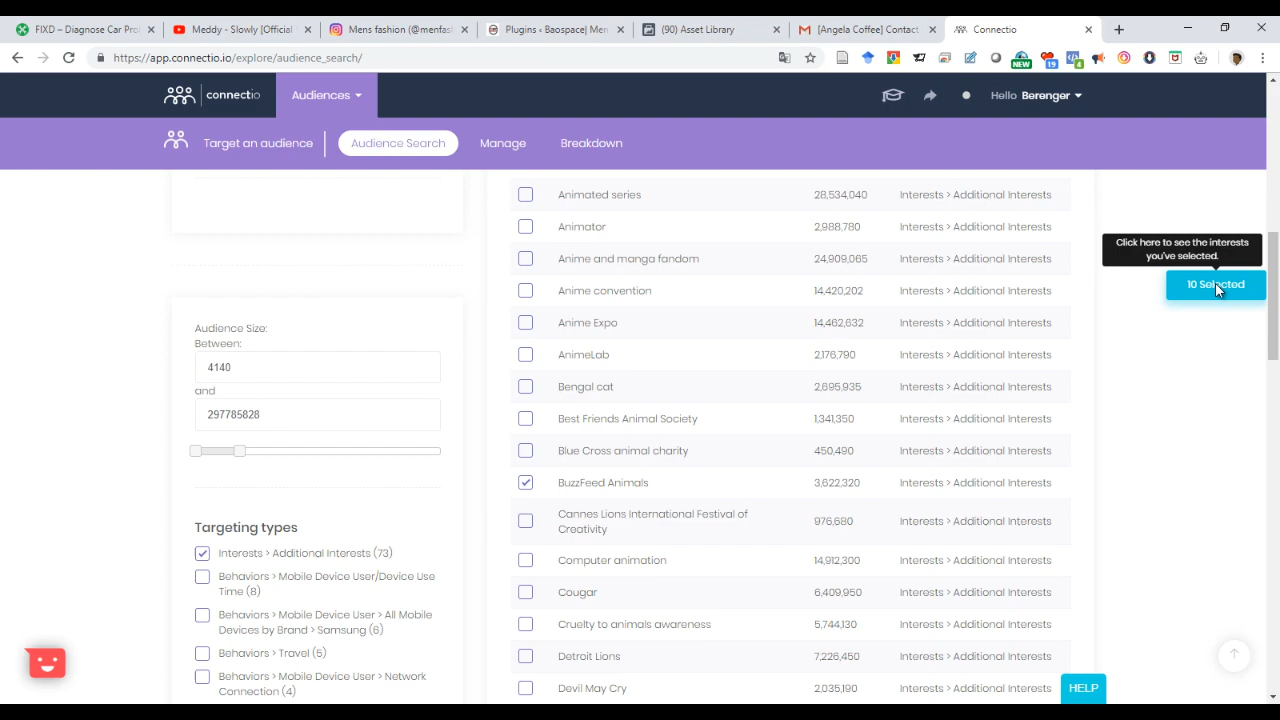 FIXD – Diagnose Car Pro
Meddy - Slowly(Official
Mens fashion (@menfas
Plugins ‹ Baospace| Men
(90) Asset Library
[Angela Coffee] Contact
Connectio
https://app.connectio.io/explore/audience_search/
NEW
19
4
connectio
Audiences
Hello Berenger
Target an audience
Audience Search
Manage
Breakdown
Animated series 28,534,040 Interests > Additional Interests
Animator 2,988,780 Interests > Additional Interests
Anime and manga fandom 24,909,065 Interests > Additional Interests
Anime convention 14,420,202 Interests > Additional Interests
Anime Expo 14,462,632 Interests > Additional Interests
AnimeLab 2,176,790 Interests > Additional Interests
Bengal cat 2,695,935 Interests > Additional Interests
Best Friends Animal Society 1,341,350 Interests > Additional Interests
Blue Cross animal charity 450,490 Interests > Additional Interests
BuzzFeed Animals 3,622,320 Interests > Additional Interests
Cannes Lions International Festival of
Creativity 976,680 Interests > Additional Interests
Computer animation 14,912,300 Interests > Additional Interests
Cougar 6,409,950 Interests > Additional Interests
Cruelty to animals awareness 5,744,130 Interests > Additional Interests
Detroit Lions 7,226,450 Interests > Additional Interests
Devil May Cry 2,035,190 Interests > Additional Interests
Click here to see the interests
you've selected.
10 Selected
Audience Size:
Between:
4140
and
297785828
Targeting types
Interests > Additional Interests (73)
Behaviors > Mobile Device User/Device Use
Time (8)
Behaviors > Mobile Device User > All Mobile
Devices by Brand > Samsung (6)
Behaviors > Travel (5)
Behaviors > Mobile Device User > Network
Connection (4)
HELP